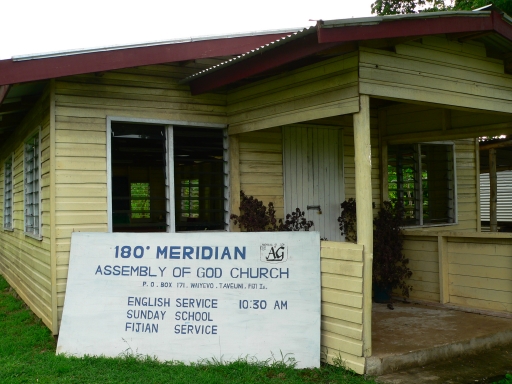 180° MERIDIAN
AG
ASSEMBLY OF GOD CHURCH
P.O. BOX 171. WAIYEVO. TAVEUNI. FIJI Is.
ENGLISH SERVICE 10:30 AM
SUNDAY SCHOOL
FIJIAN SERVICE